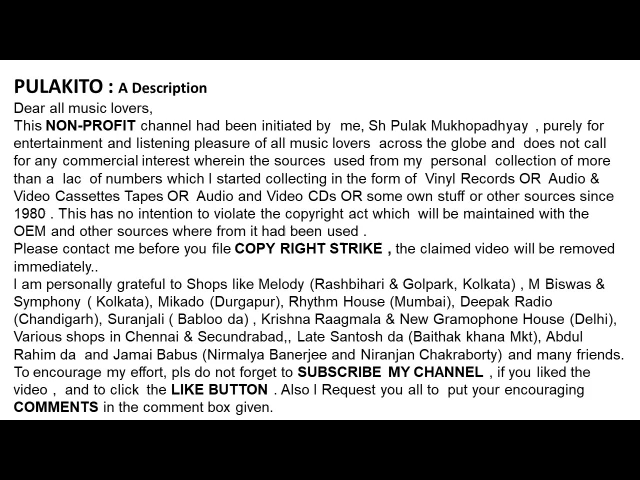 PULAKITO : A Description
Dear all music lovers,
This NON-PROFIT channel had been initiated by me, Sh Pulak Mukhopadhyay , purely for
entertainment and listening pleasure of all music lovers across the globe and does not call
for any commercial interest wherein the sources used from my personal collection of more
than a lac of numbers which I started collecting in the form of Vinyl Records OR Audio &
Video Cassettes Tapes OR Audio and Video CDs OR some own stuff or other sources since
1980 . This has no intention to violate the copyright act which will be maintained with the
OEM and other sources where from it had been used .
Please contact me before you file COPY RIGHT STRIKE , the claimed video will be removed
immediately..
I am personally grateful to Shops like Melody (Rashbihari & Golpark, Kolkata) , M Biswas &
Symphony ( Kolkata), Mikado (Durgapur), Rhythm House (Mumbai), Deepak Radio
(Chandigarh), Suranjali ( Babloo da) , Krishna Raagmala & New Gramophone House (Delhi),
Various shops in Chennai & Secundrabad,, Late Santosh da (Baithak khana Mkt), Abdul
Rahim da and Jamai Babus (Nirmalya Banerjee and Niranjan Chakraborty) and many friends.
To encourage my effort, pls do not forget to SUBSCRIBE MY CHANNEL , if you liked the
video , and to click the LIKE BUTTON . Also I Request you all to put your encouraging
COMMENTS in the comment box given.